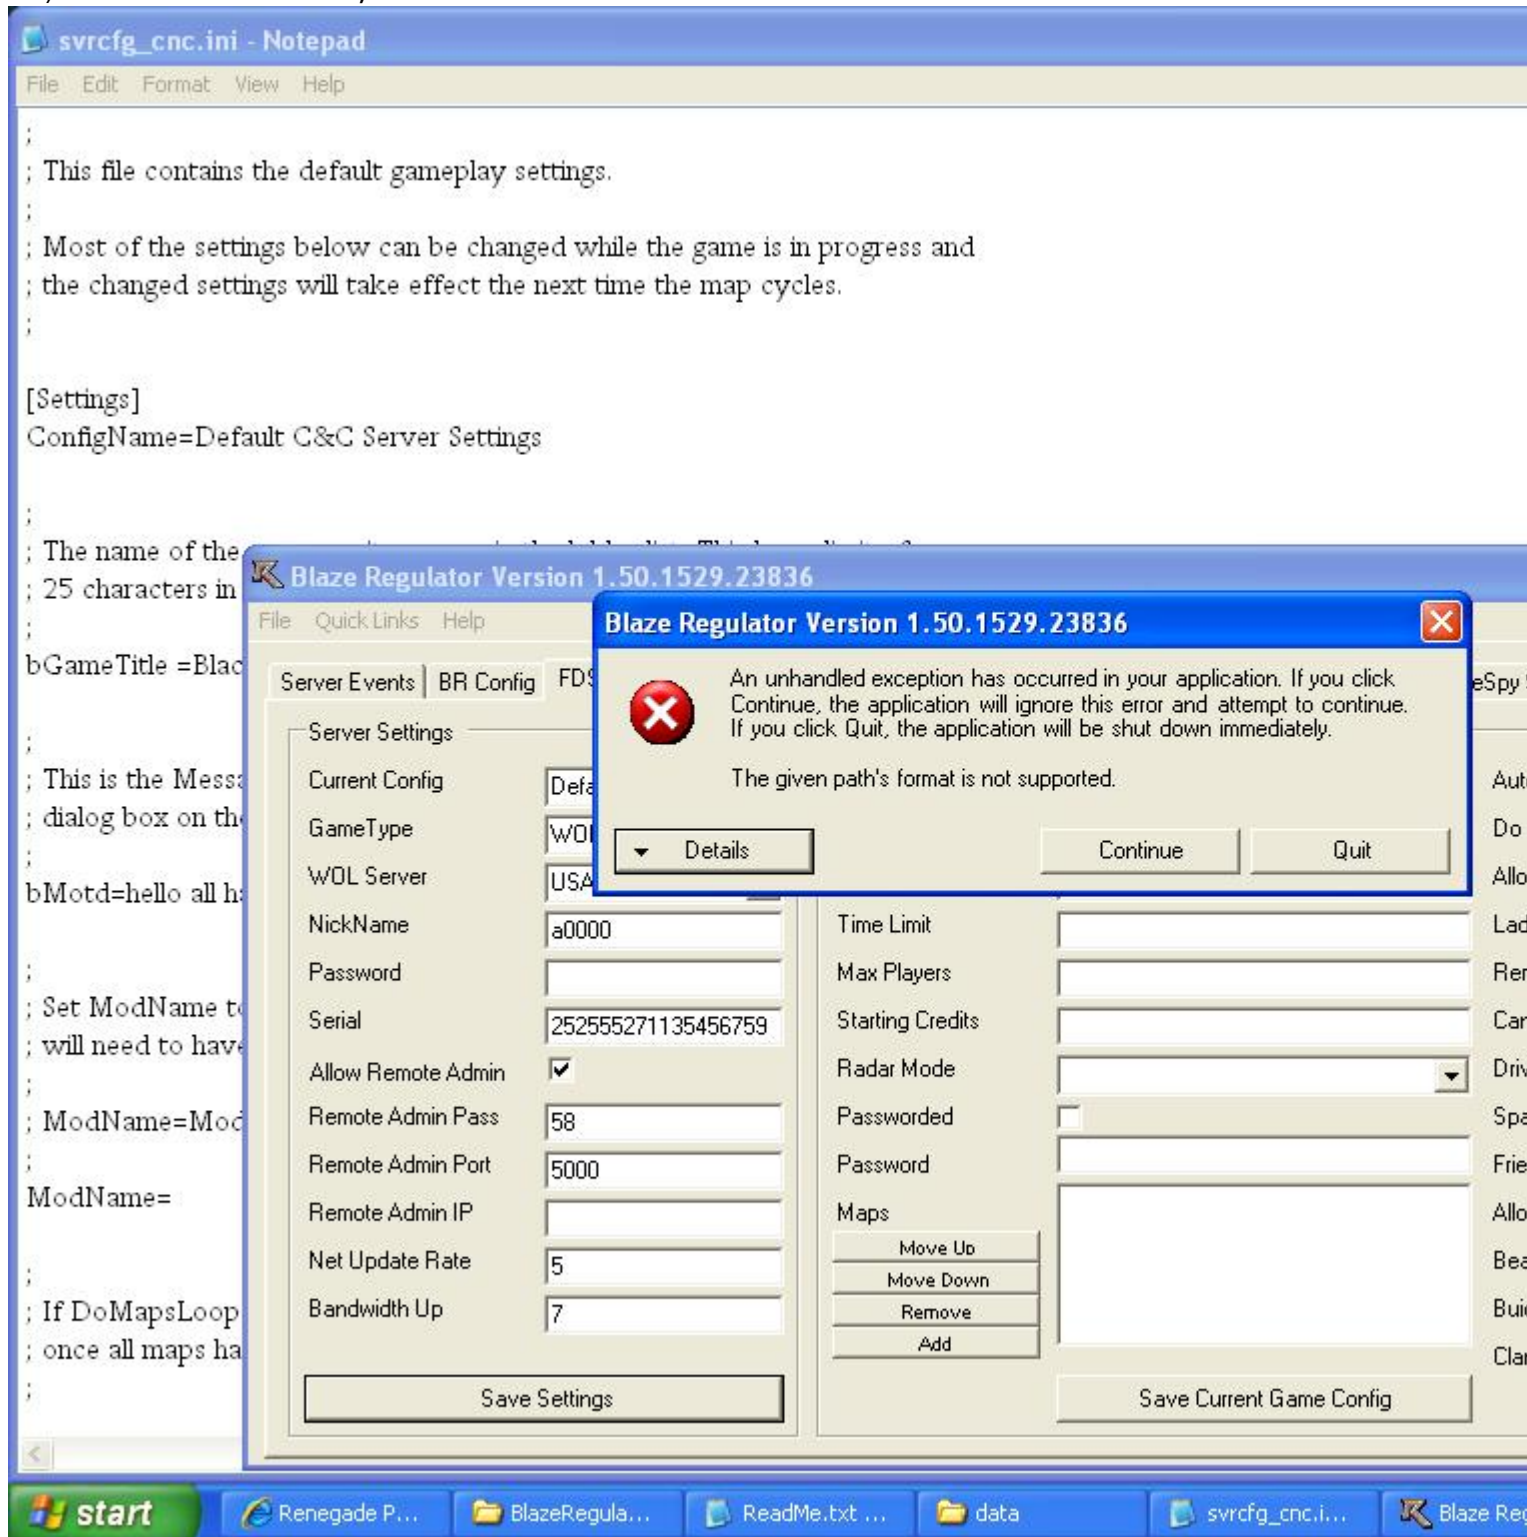 svrcfg_cnc.ini - Notepad
File Edit Format View Help
;
; This file contains the default gameplay settings.
;
; Most of the settings below can be changed while the game is in progress and
; the changed settings will take effect the next time the map cycles.
;
[Settings]
ConfigName=Default C&C Server Settings
;
; The name of the
; 25 characters in
;
bGameTitle =Blac
;
; This is the Messa
; dialog box on the
;
bMotd=hello all ha
;
; Set ModName to
; will need to have
;
; ModName=Mod
;
ModName=
;
; If DoMapsLoop
; once all maps ha
;
Blaze Regulator Version 1.50.1529.23836
File Quick Links Help
Server Events BR Config FDS
eSpy
Server Settings
Current Config Defa
GameType WOL
WOL Server USA
NickName a0000
Password
Serial 252555271135456759
Allow Remote Admin
Remote Admin Pass 58
Remote Admin Port 5000
Remote Admin IP
Net Update Rate 5
Bandwidth Up 7
Save Settings
Blaze Regulator Version 1.50.1529.23836
An unhandled exception has occurred in your application. If you click
Continue, the application will ignore this error and attempt to continue.
If you click Quit, the application will be shut down immediately.
The given path's format is not supported.
Details Continue Quit
Time Limit
Max Players
Starting Credits
Radar Mode
Passworded
Password
Maps
Move Up
Move Down
Remove
Add
Save Current Game Config
Aut
Do
Allo
Lad
Rer
Car
Driv
Spa
Frie
Allo
Bea
Buic
Clar
start Renegade P... BlazeRegula... ReadMe.txt ... data svrcfg_cnc.i... Blaze Reg